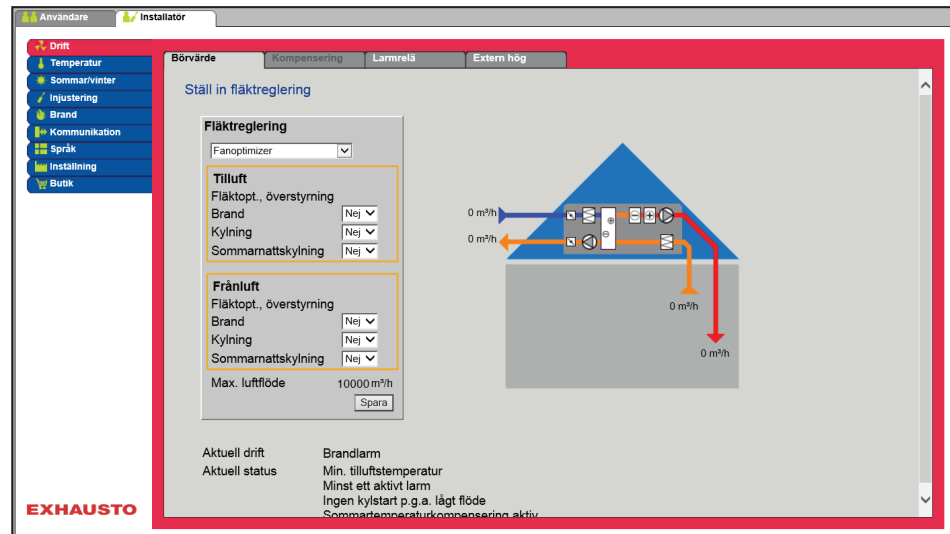 Användare Installatör
Drift
Temperatur
Sommar/vinter
Injustering
Brand
Kommunikation
Språk
Inställning
Butik
EXHAUSTO
Börvärde Kompensering Larmrelä Extern hög
Ställ in fläktreglering
Fläktreglering
Fanoptimizer
Tilluft
Fläktopt., överstyrning
Brand Nej
Kylning Nej
Sommarnattskylning Nej
Frånluft
Fläktopt., överstyrning
Brand Nej
Kylning Nej
Sommarnattskylning Nej
Max. luftflöde 10000 m³/h
Spara
0 m³/h
0 m³/h
0 m³/h
0 m³/h
Aktuell drift Brandlarm
Aktuell status Min. tilluftstemperatur
Minst ett aktivt larm
Ingen kylstart p.g.a. lågt flöde
Sommartemperaturkompensering aktiv